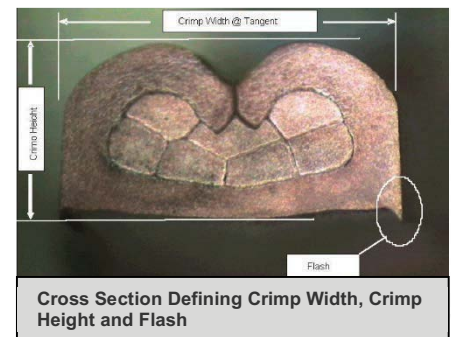 Crimp Width @ Tangent
Crimp Height
Flash
Cross Section Defining Crimp Width, Crimp
Height and Flash